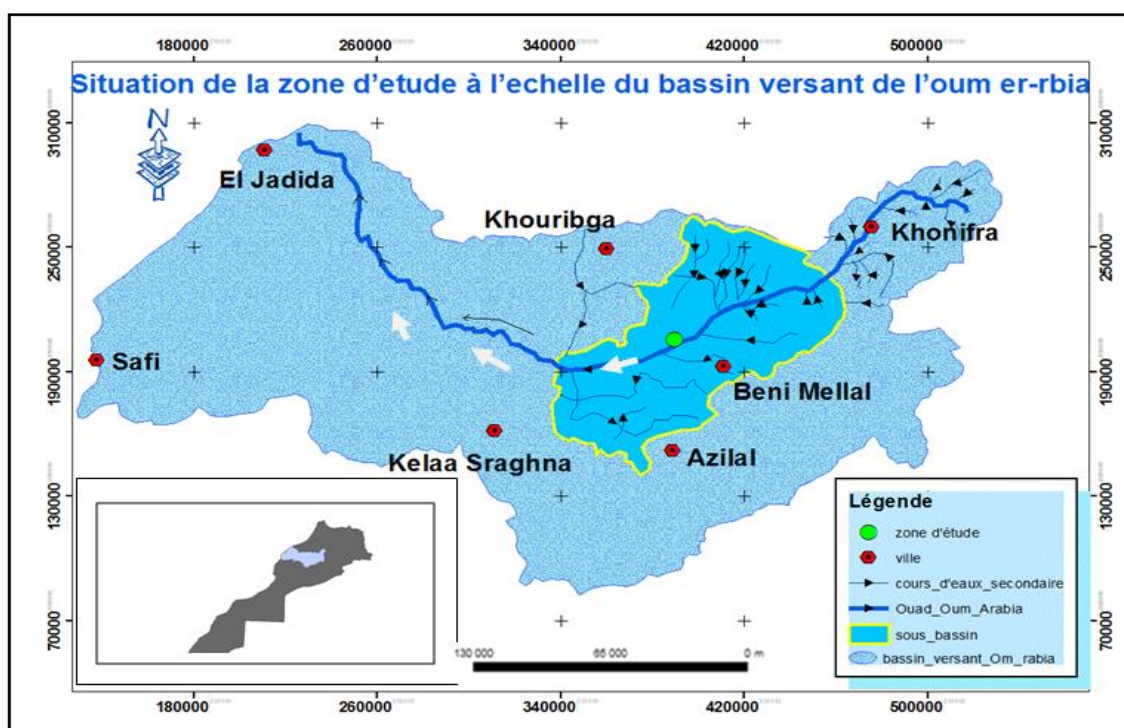 180000 260000 340000 420000 500000
Situation de la zone d'etude à l'echelle du bassin versant de l'oum er-rbia
310000 310000
N
El Jadida
Khouribga
Khonifra
250000 250000
Safi
190000 190000
Beni Mellal
Kelaa Sraghna
Azilal
130000 130000
Légende
zone d'étude
ville
cours_d'eaux_secondaire
Ouad_Oum_Arabia
sous_bassin
bassin_versant_Om_rabia
70000 70000
130 000 65 000 0 m
180000 260000 340000 420000 500000